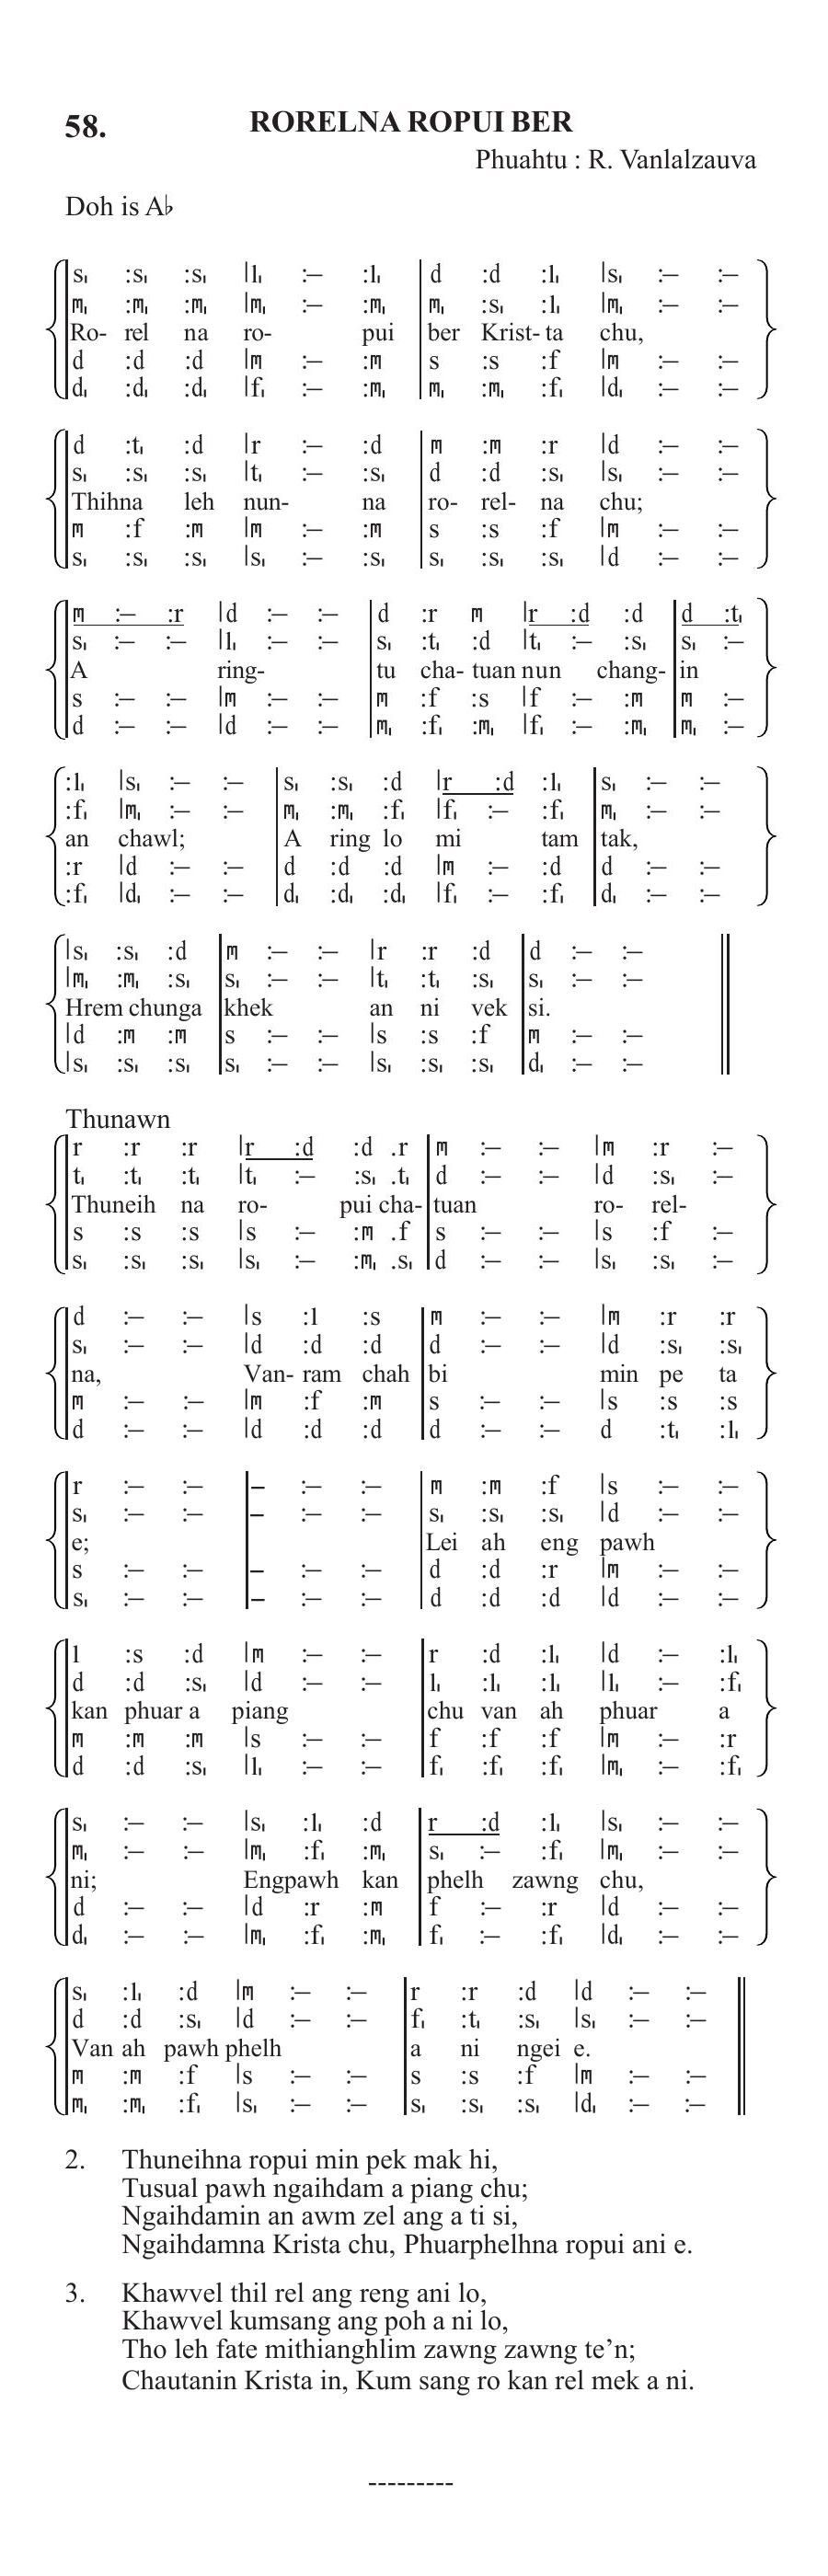 58. RORELNA ROPUI BER
Phuahtu : R. Vanlalzauva
Doh is A♭
s, :s, :s, |l, :– :l, | d :d :l, |s, :– :–
m, :m, :m, |m, :– :m, | m, :s, :l, |m, :– :–
Ro- rel na ro- pui ber Krist- ta chu,
d :d :d |m :– :m | s :s :f |m :– :–
d, :d, :d, |f, :– :m, | m, :m, :f, |d, :– :–
d :t, :d |r :– :d | m :m :r |d :– :–
s, :s, :s, |t, :– :s, | d :d :s, |s, :– :–
Thihna leh nun- na ro- rel- na chu;
m :f :m |m :– :m | s :s :f |m :– :–
s, :s, :s, |s, :– :s, | s, :s, :s, |d :– :–
m :– :r |d :– :– | d :r m |r :d :d | d :t,
s, :– :– |l, :– :– | s, :t, :d |t, :– :s, | s, :–
A ring- tu cha- tuan nun chang- in
s :– :– |m :– :– | m :f :s |f :– :m | m :–
d :– :– |d :– :– | m, :f, :m, |f, :– :m, | m, :–
:l, |s, :– :– | s, :s, :d |r :d :l, | s, :– :–
:f, |m, :– :– | m, :m, :f, |f, :– :f, | m, :– :–
an chawl; A ring lo mi tam tak,
:r |d :– :– | d :d :d |m :– :d | d :– :–
:f, |d, :– :– | d, :d, :d, |f, :– :f, | d, :– :–
|s, :s, :d | m :– :– |r :r :d | d :– :–
|m, :m, :s, | s, :– :– |t, :t, :s, | s, :– :–
Hrem chunga khek an ni vek si.
|d :m :m | s :– :– |s :s :f | m :– :–
|s, :s, :s, | s, :– :– |s, :s, :s, | d, :– :–
Thunawn
r :r :r |r :d :d .r | m :– :– |m :r :–
t, :t, :t, |t, :– :s, .t, | d :– :– |d :s, :–
Thuneih na ro- pui cha- tuan ro- rel-
s :s :s |s :– :m .f | s :– :– |s :f :–
s, :s, :s, |s, :– :m, .s, | d :– :– |s, :s, :–
d :– :– |s :l :s | m :– :– |m :r :r
s, :– :– |d :d :d | d :– :– |d :s, :s,
na, Van- ram chah bi min pe ta
m :– :– |m :f :m | s :– :– |s :s :s
d :– :– |d :d :d | d :– :– d :t, :l,
r :– :– |– :– :– | m :m :f |s :– :–
s, :– :– |– :– :– | s, :s, :s, |d :– :–
e; Lei ah eng pawh
s :– :– |– :– :– | d :d :r |m :– :–
s, :– :– |– :– :– | d :d :d |d :– :–
l :s :d |m :– :– | r :d :l, |d :– :l,
d :d :s, |d :– :– | l, :l, :l, |l, :– :f,
kan phuar a piang chu van ah phuar a
m :m :m |s :– :– | f :f :f |m :– :r
d :d :s, |l, :– :– | f, :f, :f, |m, :– :f,
s, :– :– |s, :l, :d | r :d :l, |s, :– :–
m, :– :– |m, :f, :m, | s, :– :f, |m, :– :–
ni; Engpawh kan phelh zawng chu,
d :– :– |d :r :m | f :– :r |d :– :–
d, :– :– |m, :f, :m, | f, :– :f, |d, :– :–
s, :l, :d |m :– :– | r :r :d |d :– :–
d :d :s, |d :– :– | f, :t, :s, |s, :– :–
Van ah pawh phelh a ni ngei e.
m :m :f |s :– :– | s :s :f |m :– :–
m, :m, :f, |s, :– :– | s, :s, :s, |d, :– :–
2. Thuneihna ropui min pek mak hi,
Tusual pawh ngaihdam a piang chu;
Ngaihdamin an awm zel ang a ti si,
Ngaihdamna Krista chu, Phuarphelhna ropui ani e.
3. Khawvel thil rel ang reng ani lo,
Khawvel kumsang ang poh a ni lo,
Tho leh fate mithianghlim zawng zawng te’n;
Chautanin Krista in, Kum sang ro kan rel mek a ni.
---------